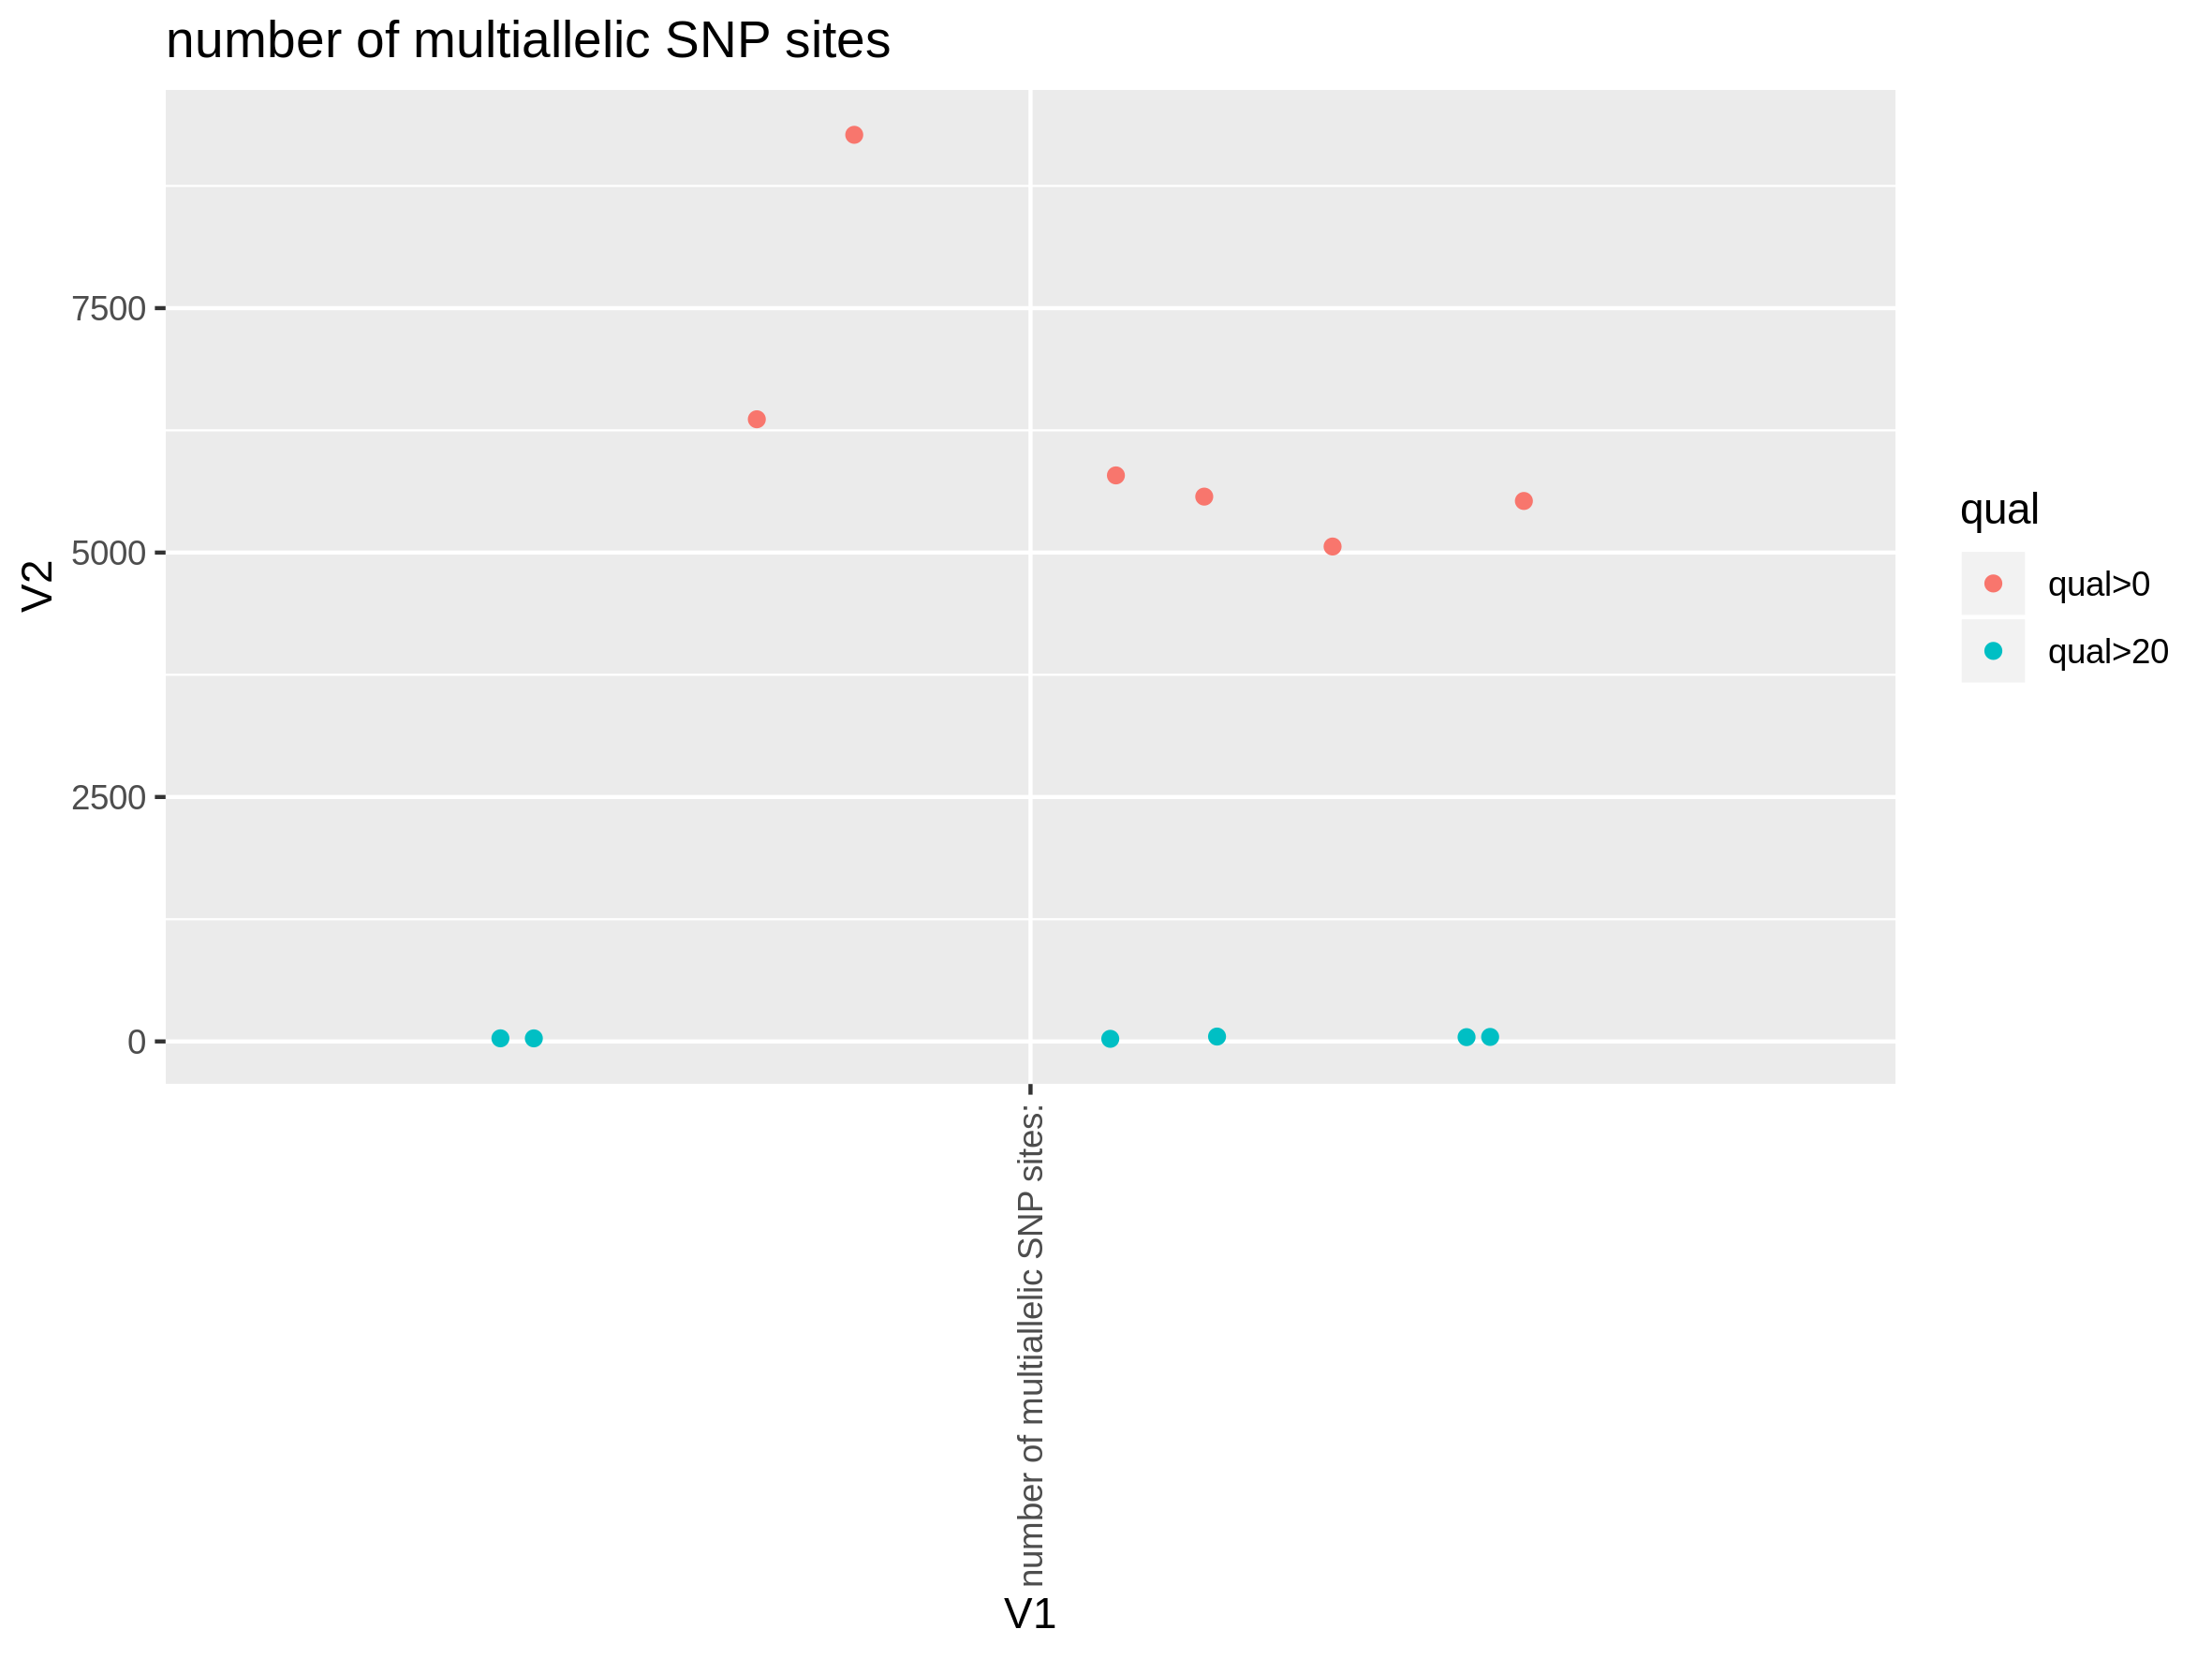 number of multiallelic SNP sites
V2
7500
5000
2500
0
number of multiallelic SNP sites:
V1
qual
qual>0
qual>20